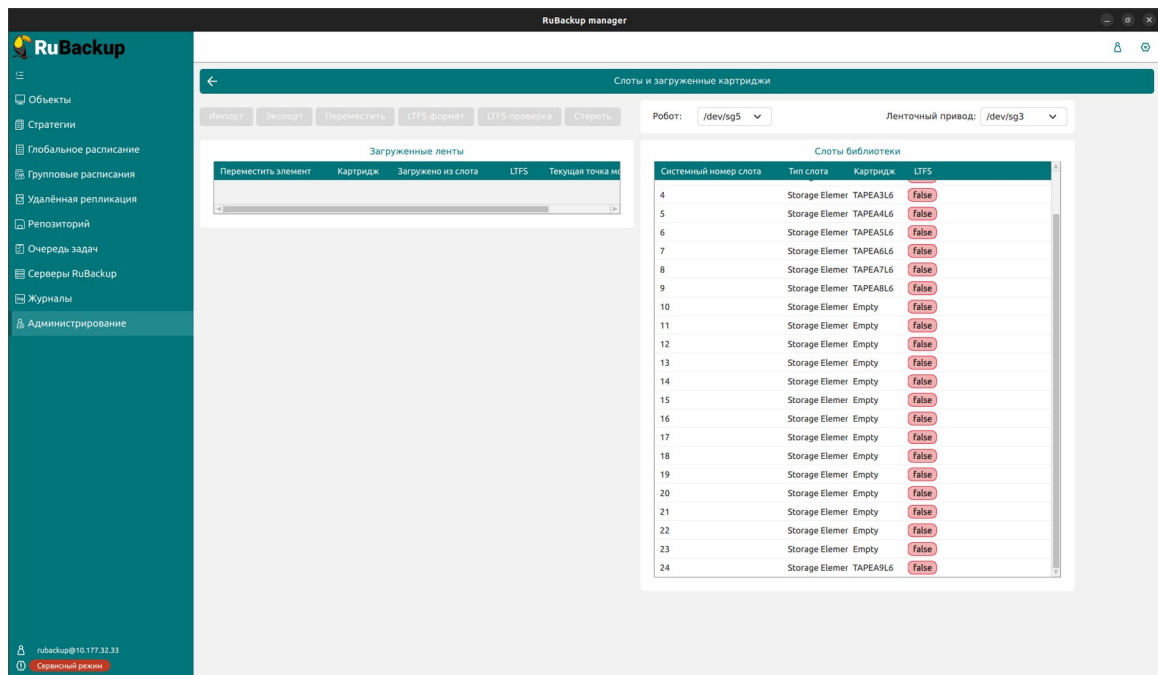 RuBackup manager
RuBackup
Объекты
Стратегии
Глобальное расписание
Групповые расписания
Удалённая репликация
Репозиторий
Очередь задач
Серверы RuBackup
Журналы
Администрирование
rubackup@10.177.32.33
Сервисный режим
Слоты и загруженные картриджи
Импорт Экспорт Переместить LTFS формат LTFS проверка Стереть
Робот: /dev/sg5 Ленточный привод: /dev/sg3
Загруженные ленты
Переместить элемент Картридж Загружено из слота LTFS Текущая точка мо
Слоты библиотеки
Системный номер слота Тип слота Картридж LTFS
4 Storage Elemer TAPEA3L6 false
5 Storage Elemer TAPEA4L6 false
6 Storage Elemer TAPEA5L6 false
7 Storage Elemer TAPEA6L6 false
8 Storage Elemer TAPEA7L6 false
9 Storage Elemer TAPEA8L6 false
10 Storage Elemer Empty false
11 Storage Elemer Empty false
12 Storage Elemer Empty false
13 Storage Elemer Empty false
14 Storage Elemer Empty false
15 Storage Elemer Empty false
16 Storage Elemer Empty false
17 Storage Elemer Empty false
18 Storage Elemer Empty false
19 Storage Elemer Empty false
20 Storage Elemer Empty false
21 Storage Elemer Empty false
22 Storage Elemer Empty false
23 Storage Elemer Empty false
24 Storage Elemer TAPEA9L6 false